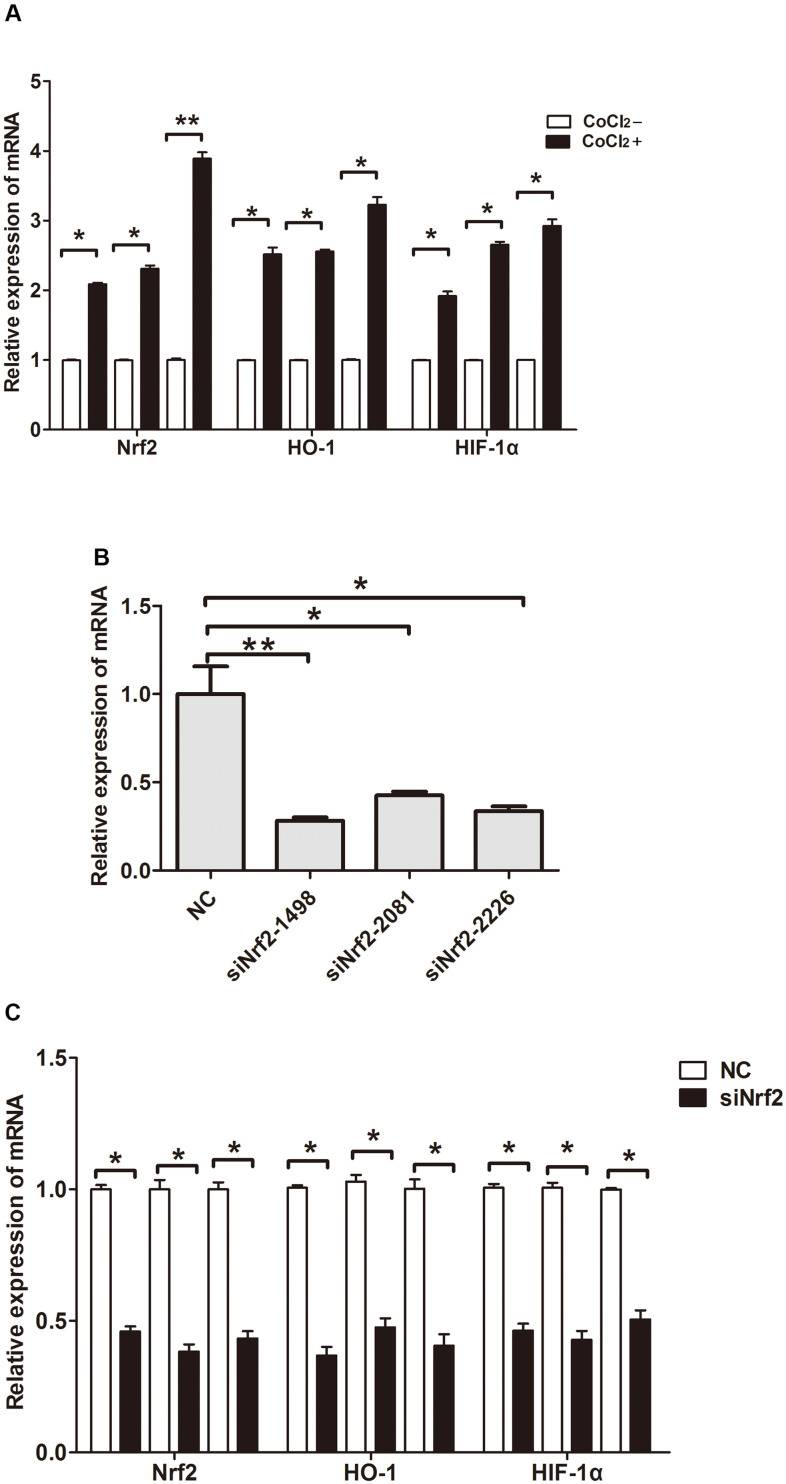 A
Relative expression of mRNA
5
4
3
2
1
0
* * ** * * * * * *
CoCl₂−
CoCl₂+
Nrf2 HO-1 HIF-1α
B
Relative expression of mRNA
1.5
1.0
0.5
0.0
*
*
**
NC siNrf2-1498 siNrf2-2081 siNrf2-2226
C
Relative expression of mRNA
1.5
1.0
0.5
0.0
* * * * * * * * *
NC
siNrf2
Nrf2 HO-1 HIF-1α